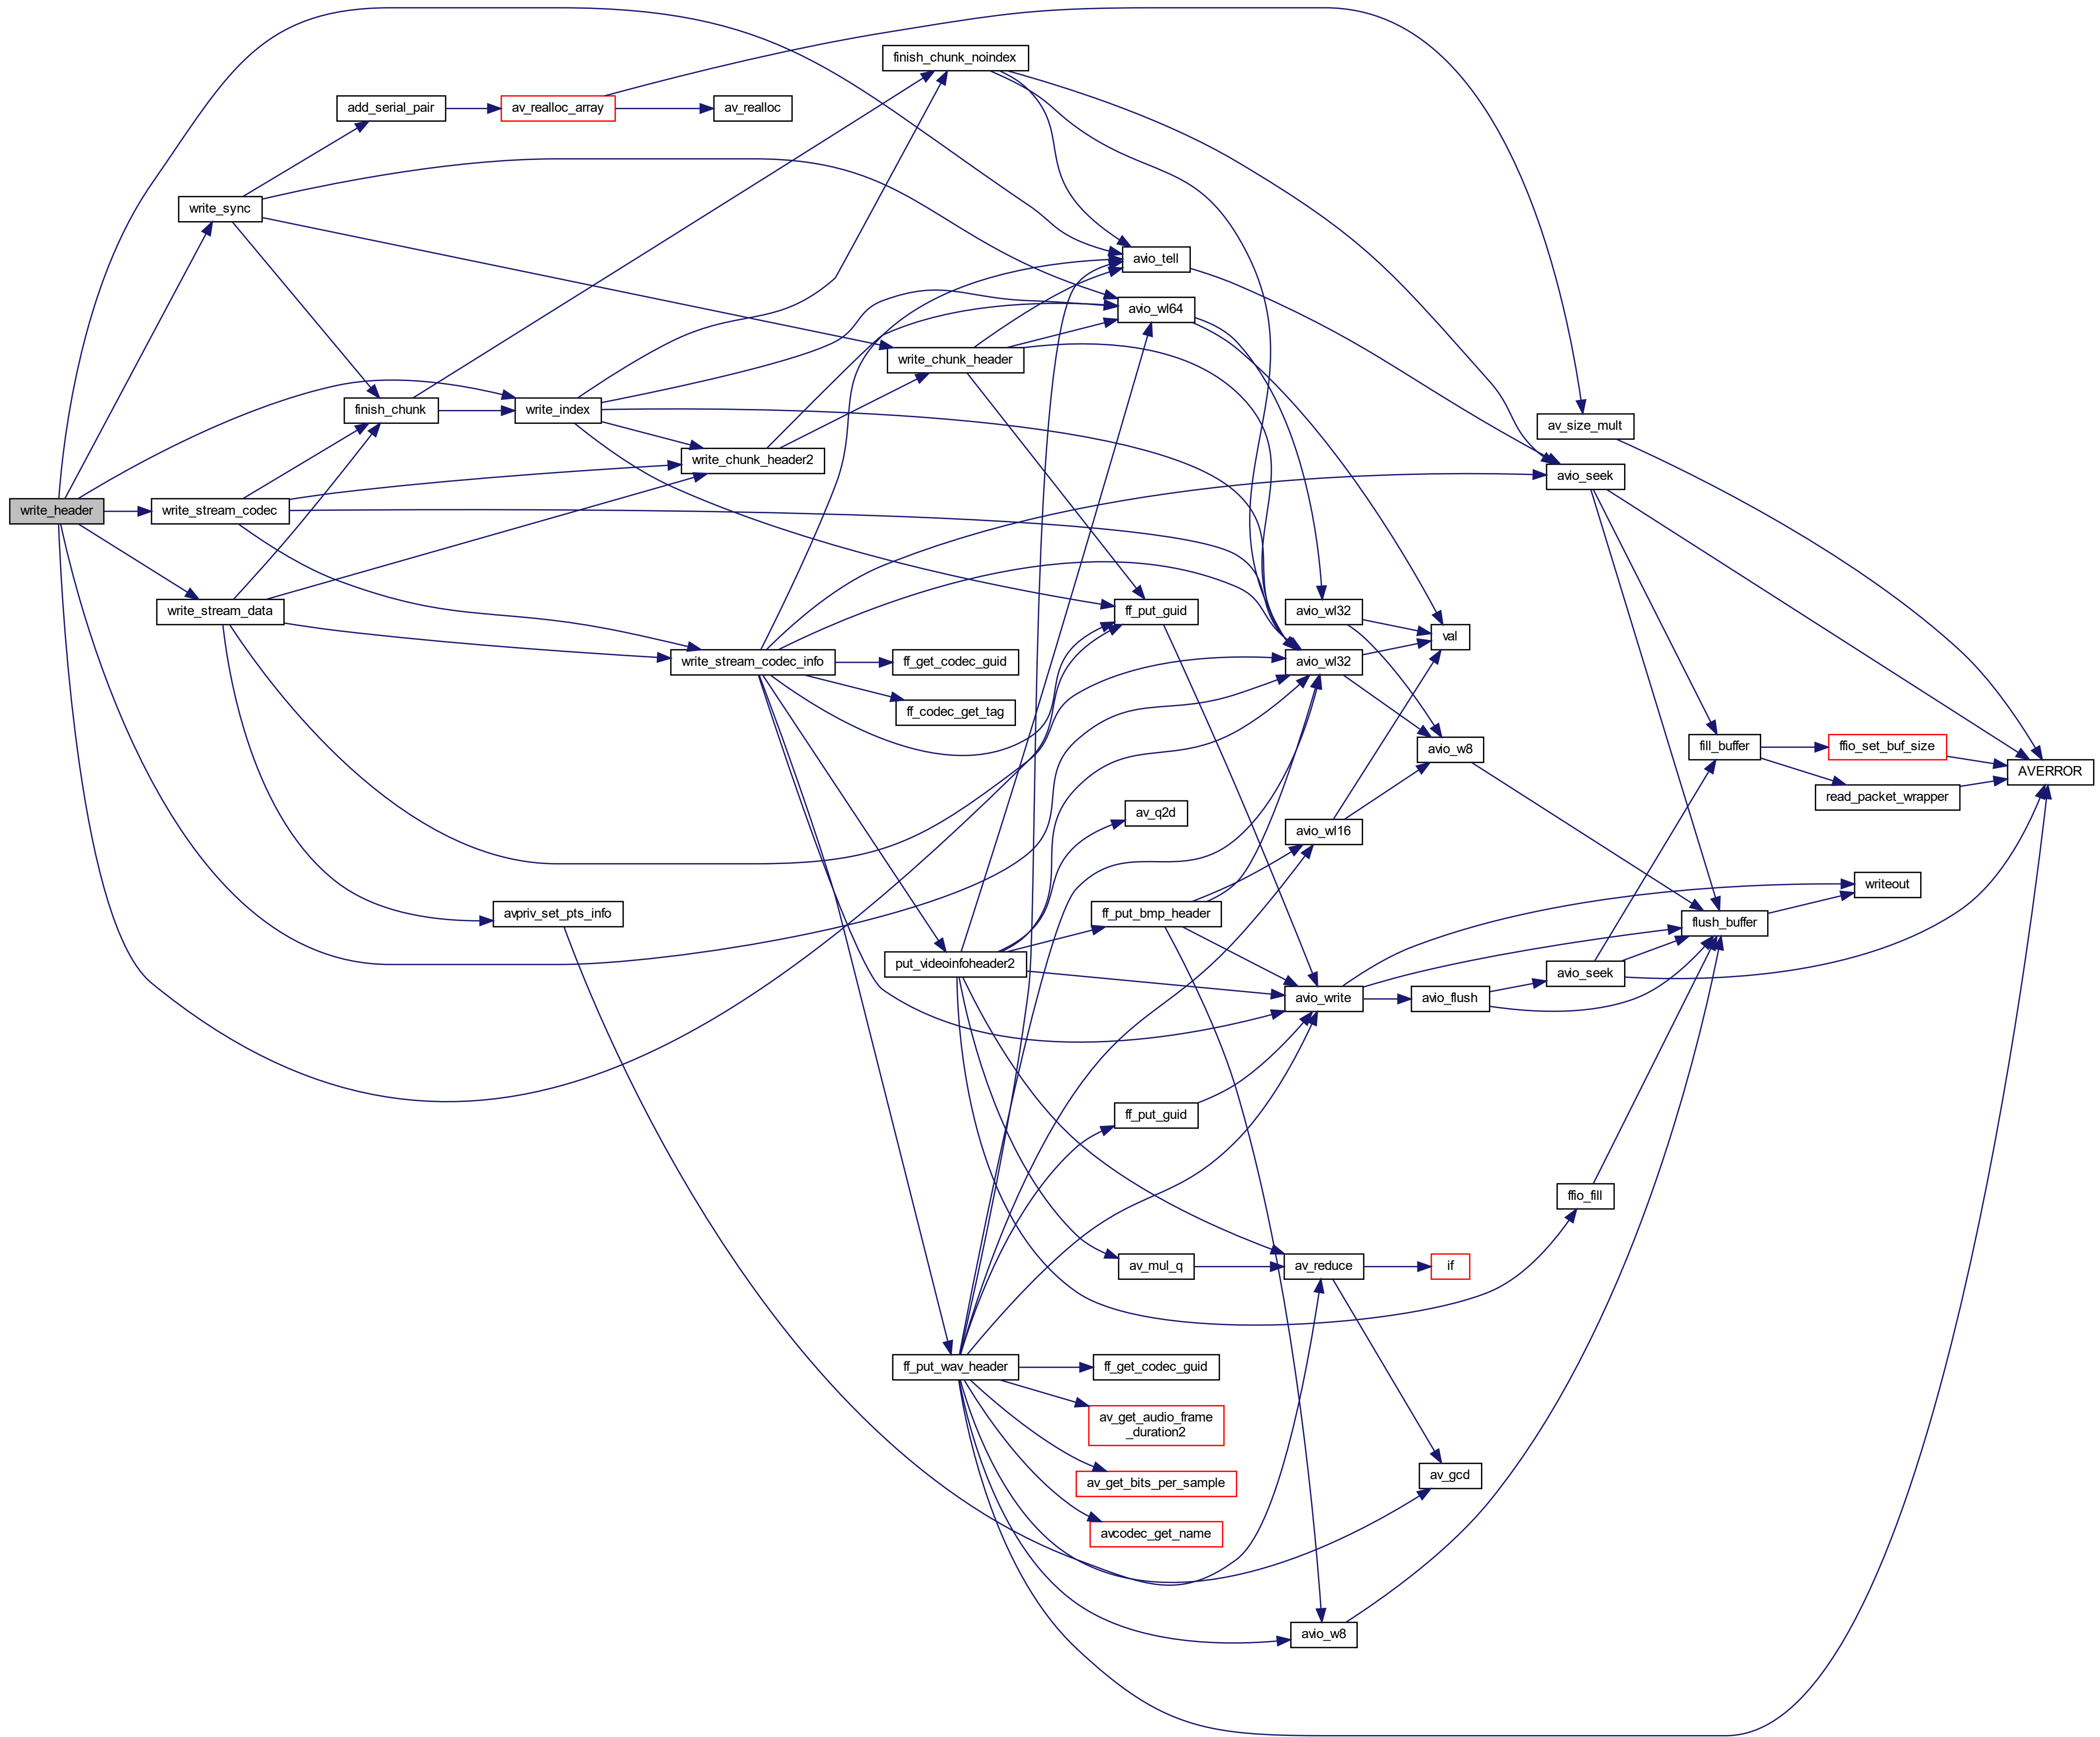 write_header
write_sync
write_stream_codec
write_stream_data
add_serial_pair
finish_chunk
av_realloc_array
write_index
avpriv_set_pts_info
av_realloc
write_chunk_header2
write_stream_codec_info
finish_chunk_noindex
write_chunk_header
ff_get_codec_guid
ff_codec_get_tag
put_videoinfoheader2
ff_put_wav_header
avio_tell
avio_wl64
ff_put_guid
av_q2d
ff_put_bmp_header
ff_put_guid
av_mul_q
ff_get_codec_guid
av_get_audio_frame
_duration2
av_get_bits_per_sample
avcodec_get_name
avio_wl32
avio_wl32
avio_wl16
avio_write
av_reduce
avio_w8
val
avio_w8
avio_flush
if
av_gcd
av_size_mult
avio_seek
avio_seek
ffio_fill
fill_buffer
flush_buffer
ffio_set_buf_size
read_packet_wrapper
writeout
AVERROR